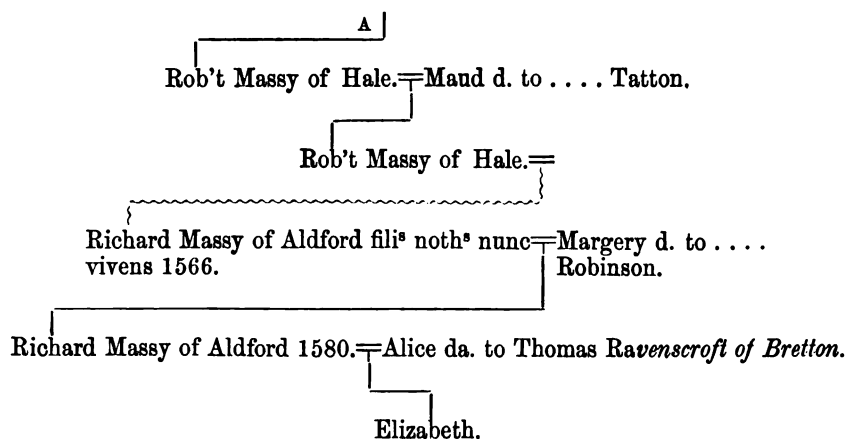 A
Rob't Massy of Hale.=Maud d. to .... Tatton.
Rob't Massy of Hale.=
Richard Massy of Aldford filiˢ nothˢ nunc=Margery d. to ....
vivens 1566. Robinson.
Richard Massy of Aldford 1580.=Alice da. to Thomas Ravenscroft of Bretton.
Elizabeth.